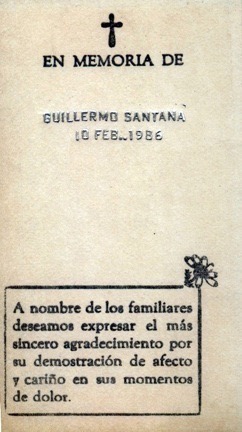 EN MEMORIA DE
GUILLERMO SANTANA
10 FEB..1986
A nombre de los familiares
deseamos expresar el más
sincero agradecimiento por
su demostración de afecto
y cariño en sus momentos
de dolor.